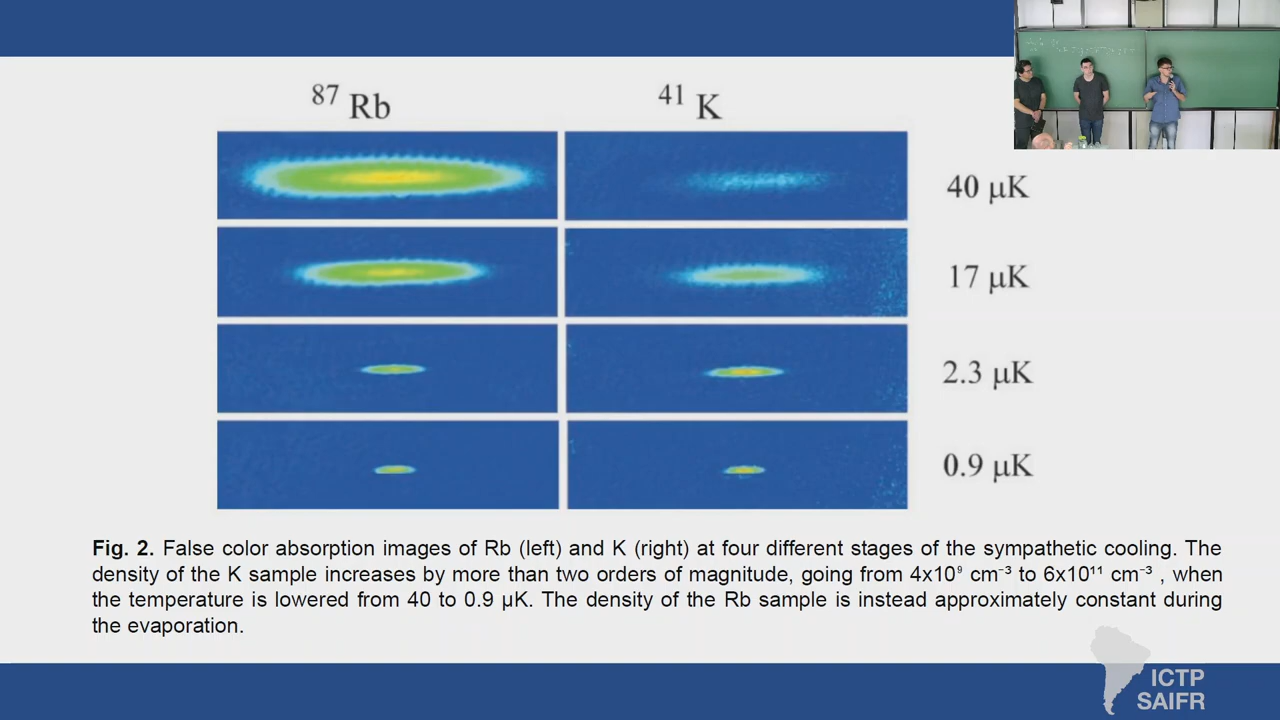 ⁸⁷ Rb
⁴¹ K
40 μK
17 μK
2.3 μK
0.9 μK
Fig. 2. False color absorption images of Rb (left) and K (right) at four different stages of the sympathetic cooling. The
density of the K sample increases by more than two orders of magnitude, going from 4x10⁹ cm⁻³ to 6x10¹¹ cm⁻³ , when
the temperature is lowered from 40 to 0.9 μK. The density of the Rb sample is instead approximately constant during
the evaporation.
ICTP
SAIFR